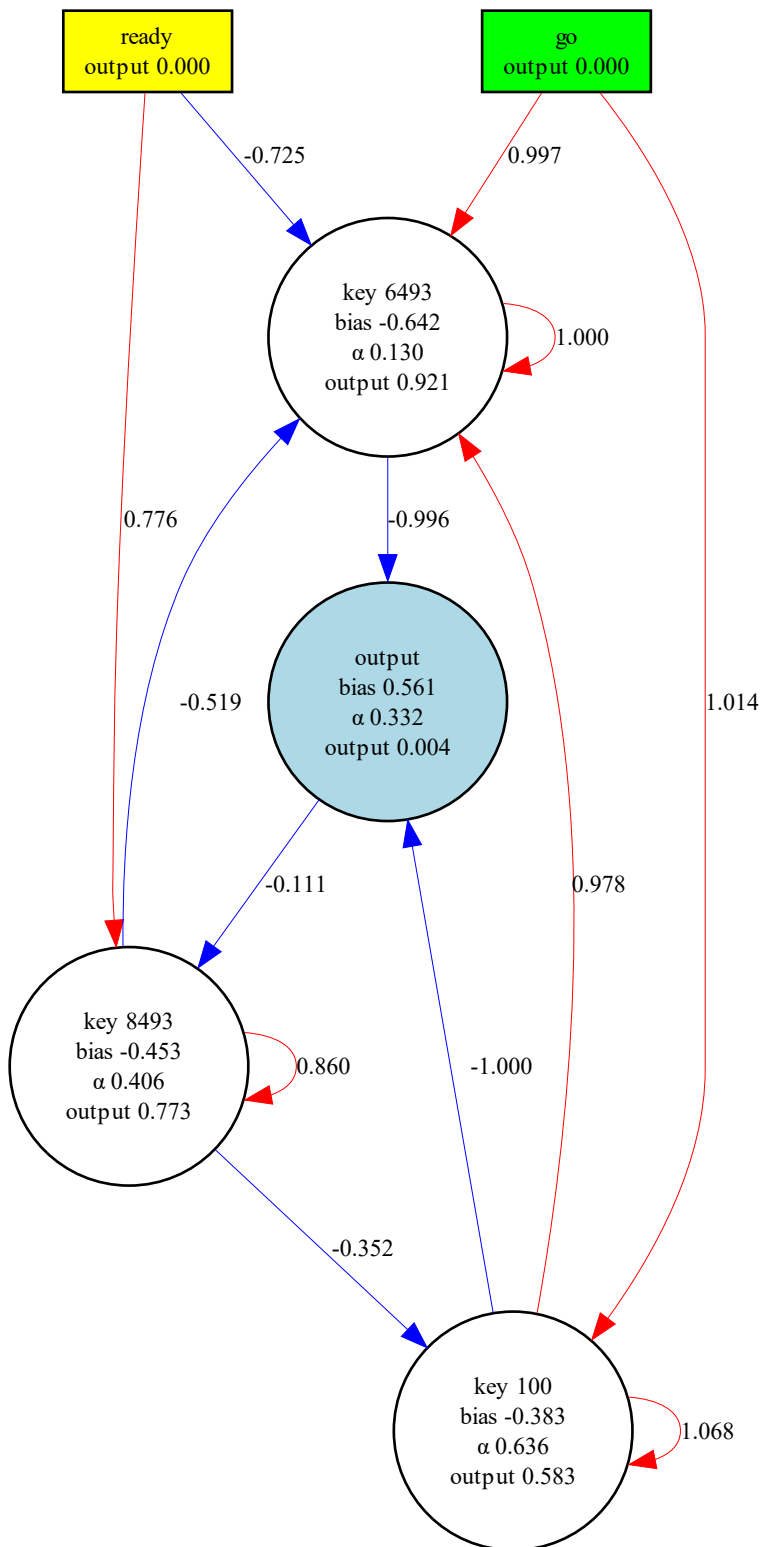 ready
output 0.000
go
output 0.000
-0.725
0.997
key 6493
bias -0.642
α 0.130
output 0.921
1.000
0.776
-0.996
output
bias 0.561
α 0.332
output 0.004
-0.519
1.014
-0.111
0.978
key 8493
bias -0.453
α 0.406
output 0.773
0.860
-1.000
-0.352
key 100
bias -0.383
α 0.636
output 0.583
1.068